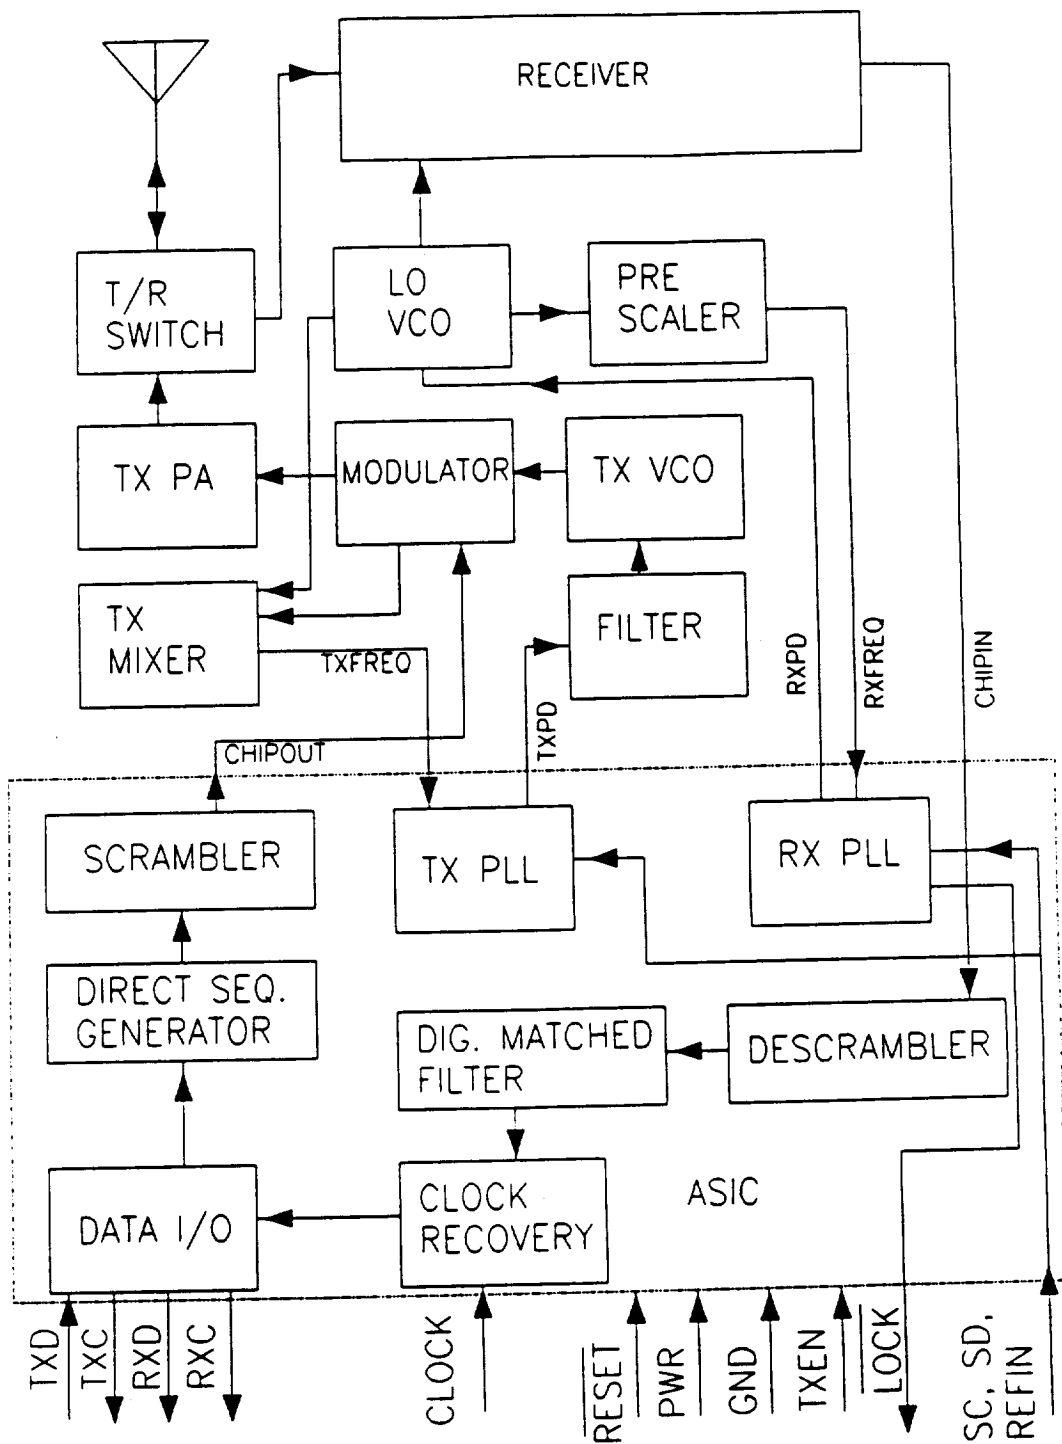 RECEIVER
T/R
SWITCH
LO
VCO
PRE
SCALER
TX PA
MODULATOR
TX VCO
TX
MIXER
FILTER
TXFREQ
CHIPOUT
TXPD
RXPD
RXFREQ
CHIPIN
SCRAMBLER
TX PLL
RX PLL
DIRECT SEQ.
GENERATOR
DIG. MATCHED
FILTER
DESCRAMBLER
DATA I/O
CLOCK
RECOVERY
ASIC
TXD
TXC
RXD
RXC
CLOCK
RESET
PWR
GND
TXEN
LOCK
SC, SD,
REFIN